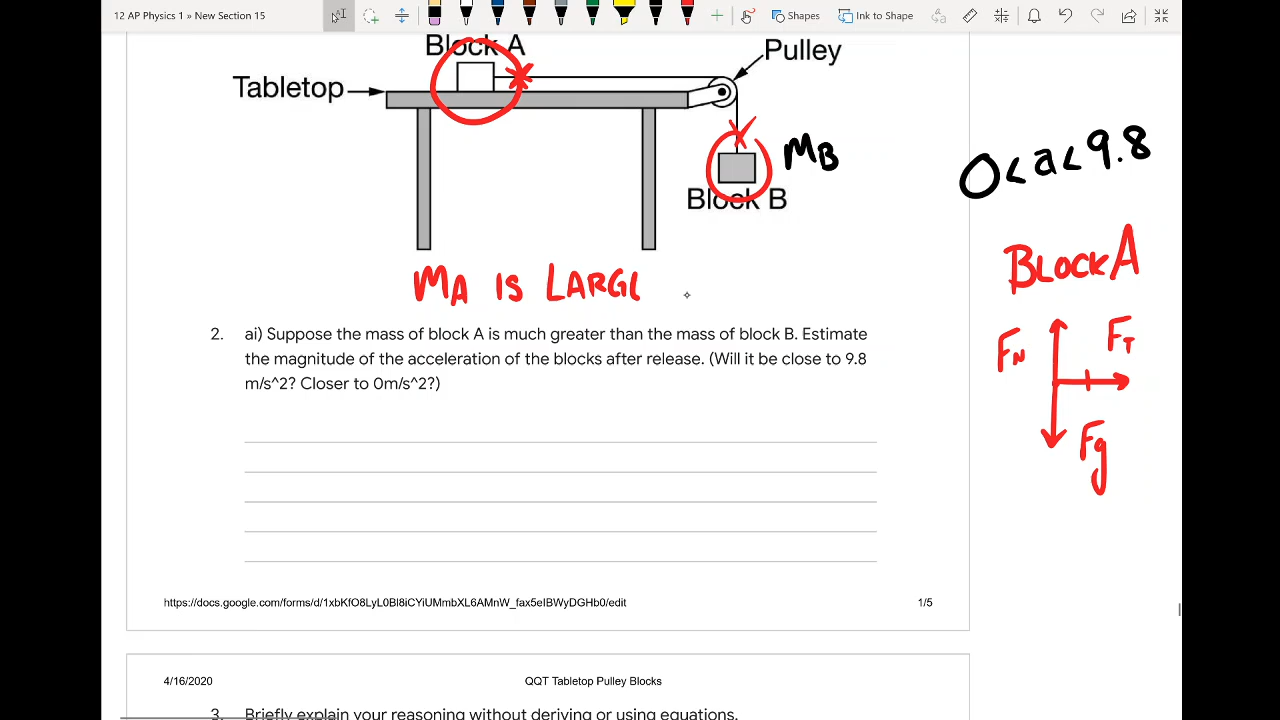 12 AP Physics 1 » New Section 15
Shapes
Ink to Shape
Block A
Pulley
Tabletop
MB
0<a<9.8
Block B
BLOCK A
MA IS LARGE
2. ai) Suppose the mass of block A is much greater than the mass of block B. Estimate
the magnitude of the acceleration of the blocks after release. (Will it be close to 9.8
m/s^2? Closer to 0m/s^2?)
FN
FT
Fg
https://docs.google.com/forms/d/1xbKfO8LyL0Bl8iCYiUMmbXL6AMnW_fax5eIBWyDGHb0/edit
1/5
4/16/2020
QQT Tabletop Pulley Blocks
3. Briefly explain your reasoning without deriving or using equations.